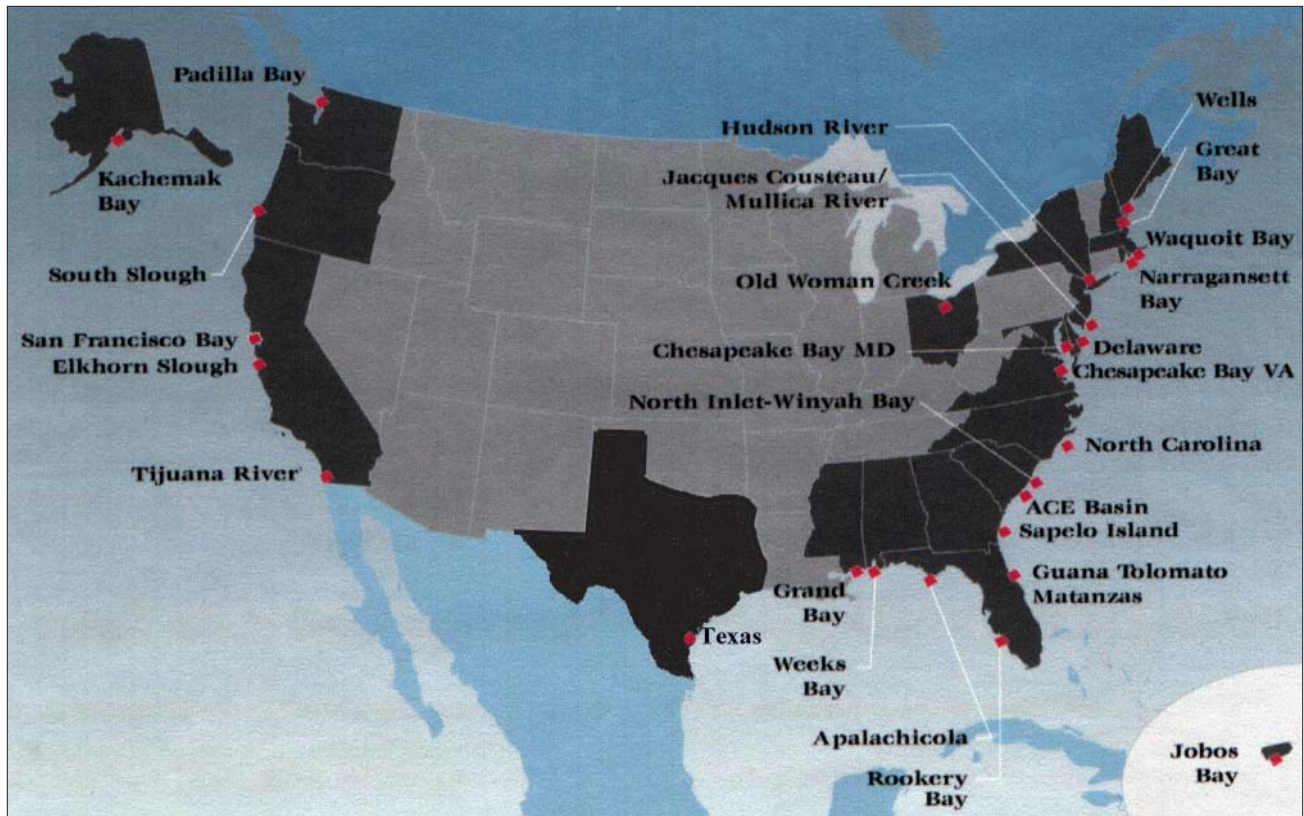 Padilla Bay
Kachemak
Bay
South Slough
San Francisco Bay
Elkhorn Slough
Tijuana River
Hudson River
Jacques Cousteau/
Mullica River
Old Woman Creek
Chesapeake Bay MD
North Inlet-Winyah Bay
Wells
Great
Bay
Waquoit Bay
Narragansett
Bay
Delaware
Chesapeake Bay VA
North Carolina
ACE Basin
Sapelo Island
Guana Tolomato
Matanzas
Grand
Bay
Texas
Weeks
Bay
Apalachicola
Rookery
Bay
Jobos
Bay